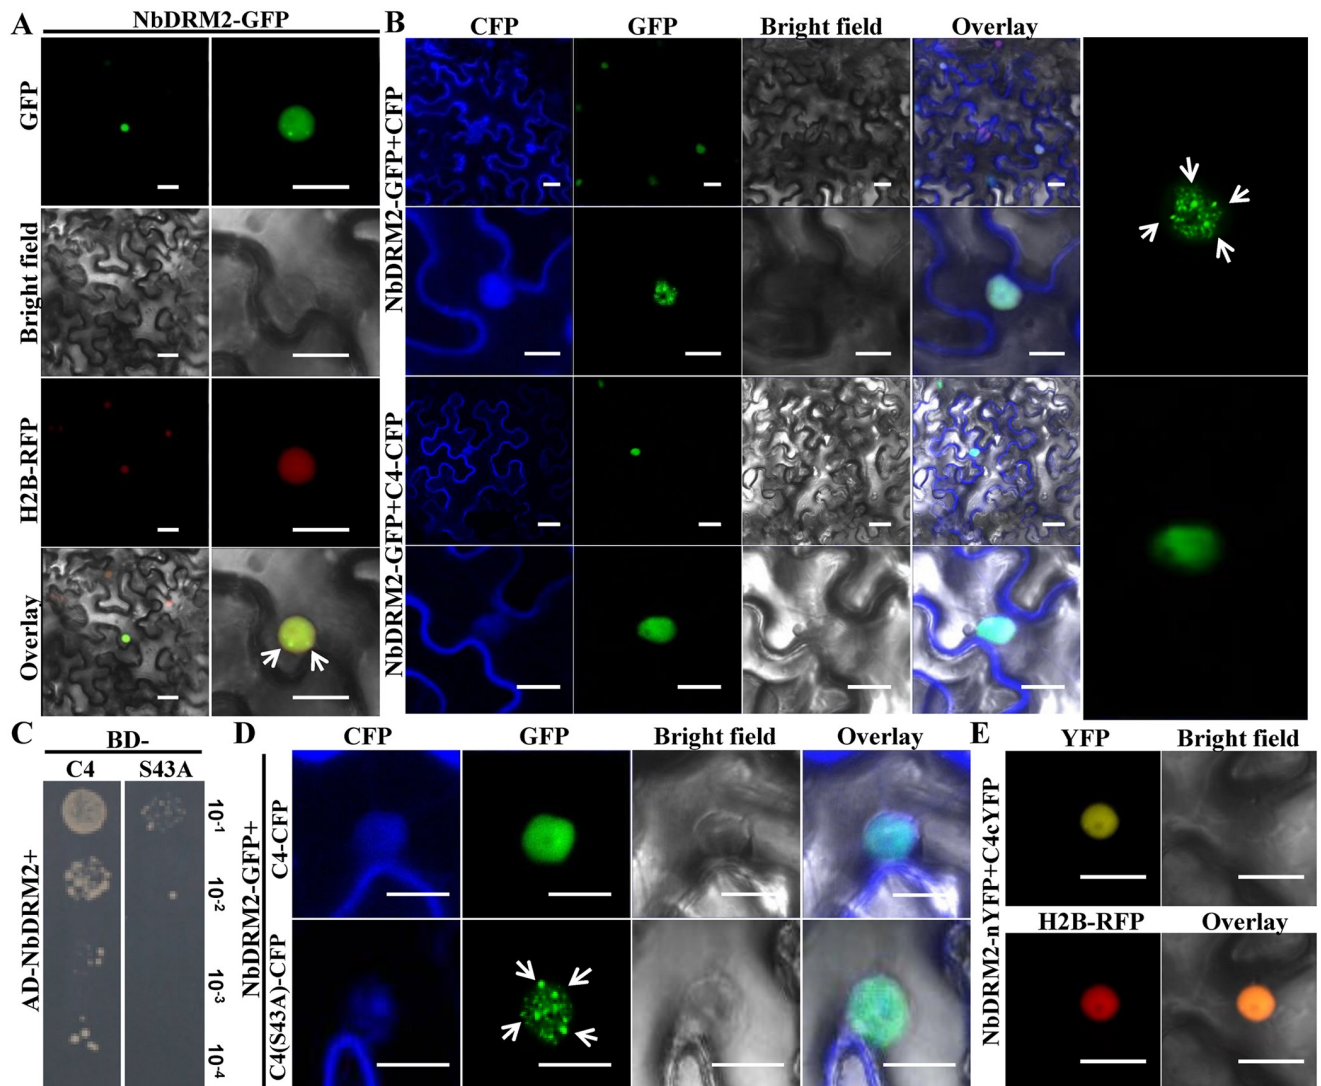 A
NbDRM2-GFP
GFP
Bright field
H2B-RFP
Overlay
B
CFP GFP Bright field Overlay
NbDRM2-GFP+CFP
NbDRM2-GFP+C4-CFP
C
BD-
C4 S43A
AD-NbDRM2+
10-1
10-2
10-3
10-4
D
CFP GFP Bright field Overlay
NbDRM2-GFP+
C4-CFP
C4(S43A)-CFP
E
YFP Bright field
NbDRM2-nYFP+C4cYFP
H2B-RFP Overlay